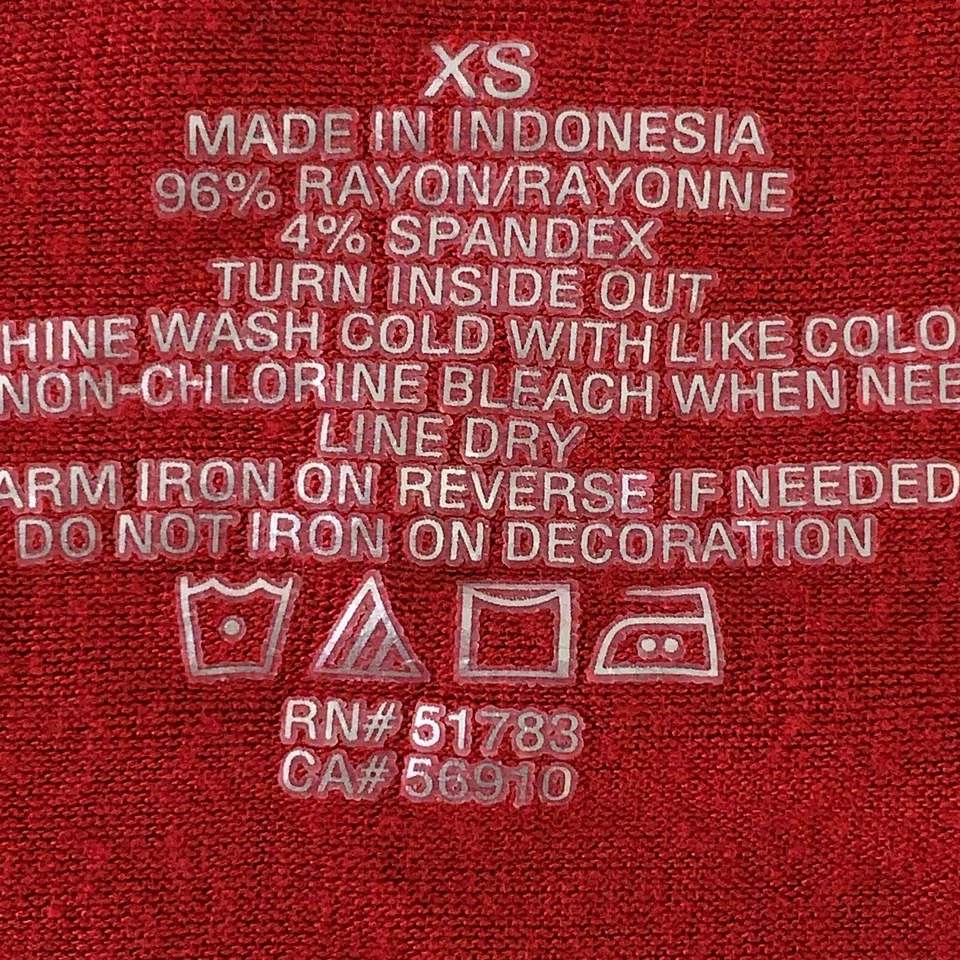 XS
MADE IN INDONESIA
96% RAYON/RAYONNE
4% SPANDEX
TURN INSIDE OUT
HINE WASH COLD WITH LIKE COLO
NON-CHLORINE BLEACH WHEN NEE
LINE DRY
ARM IRON ON REVERSE IF NEEDED
DO NOT IRON ON DECORATION
RN# 51783
CA# 56910